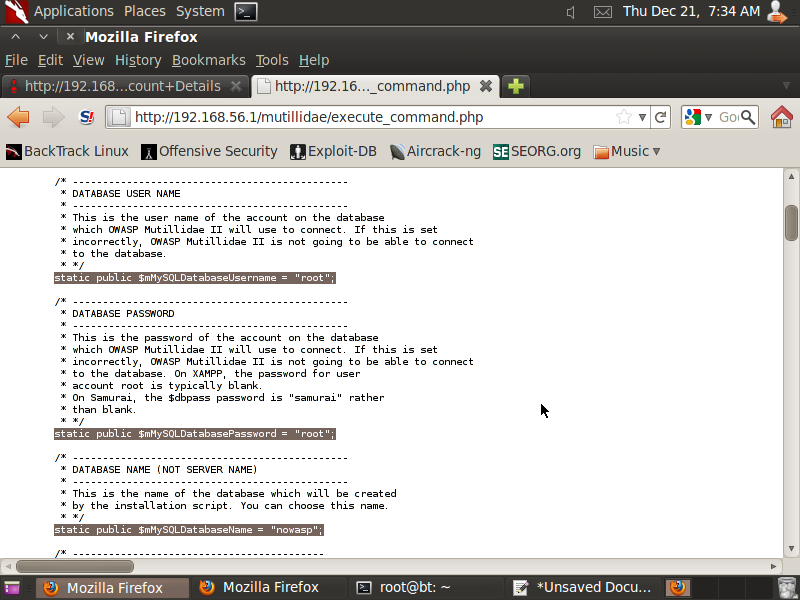 Applications Places System Thu Dec 21, 7:34 AM
Mozilla Firefox
File Edit View History Bookmarks Tools Help
http://192.168...count+Details http://192.16..._command.php
http://192.168.56.1/mutillidae/execute_command.php Goo
BackTrack Linux Offensive Security Exploit-DB Aircrack-ng SE SEORG.org Music
/* ----------------------------------------------
* DATABASE USER NAME
* ----------------------------------------------
* This is the user name of the account on the database
* which OWASP Mutillidae II will use to connect. If this is set
* incorrectly, OWASP Mutillidae II is not going to be able to connect
* to the database.
* */
static public $mMySQLDatabaseUsername = "root";
/* ----------------------------------------------
* DATABASE PASSWORD
* ----------------------------------------------
* This is the password of the account on the database
* which OWASP Mutillidae II will use to connect. If this is set
* incorrectly, OWASP Mutillidae II is not going to be able to connect
* to the database. On XAMPP, the password for user
* account root is typically blank.
* On Samurai, the $dbpass password is "samurai" rather
* than blank.
* */
static public $mMySQLDatabasePassword = "root";
/* ----------------------------------------------
* DATABASE NAME (NOT SERVER NAME)
* ----------------------------------------------
* This is the name of the database which will be created
* by the installation script. You can choose this name.
* */
static public $mMySQLDatabaseName = "nowasp";
/* ------------------------------------------
Mozilla Firefox Mozilla Firefox root@bt: ~ *Unsaved Docu...